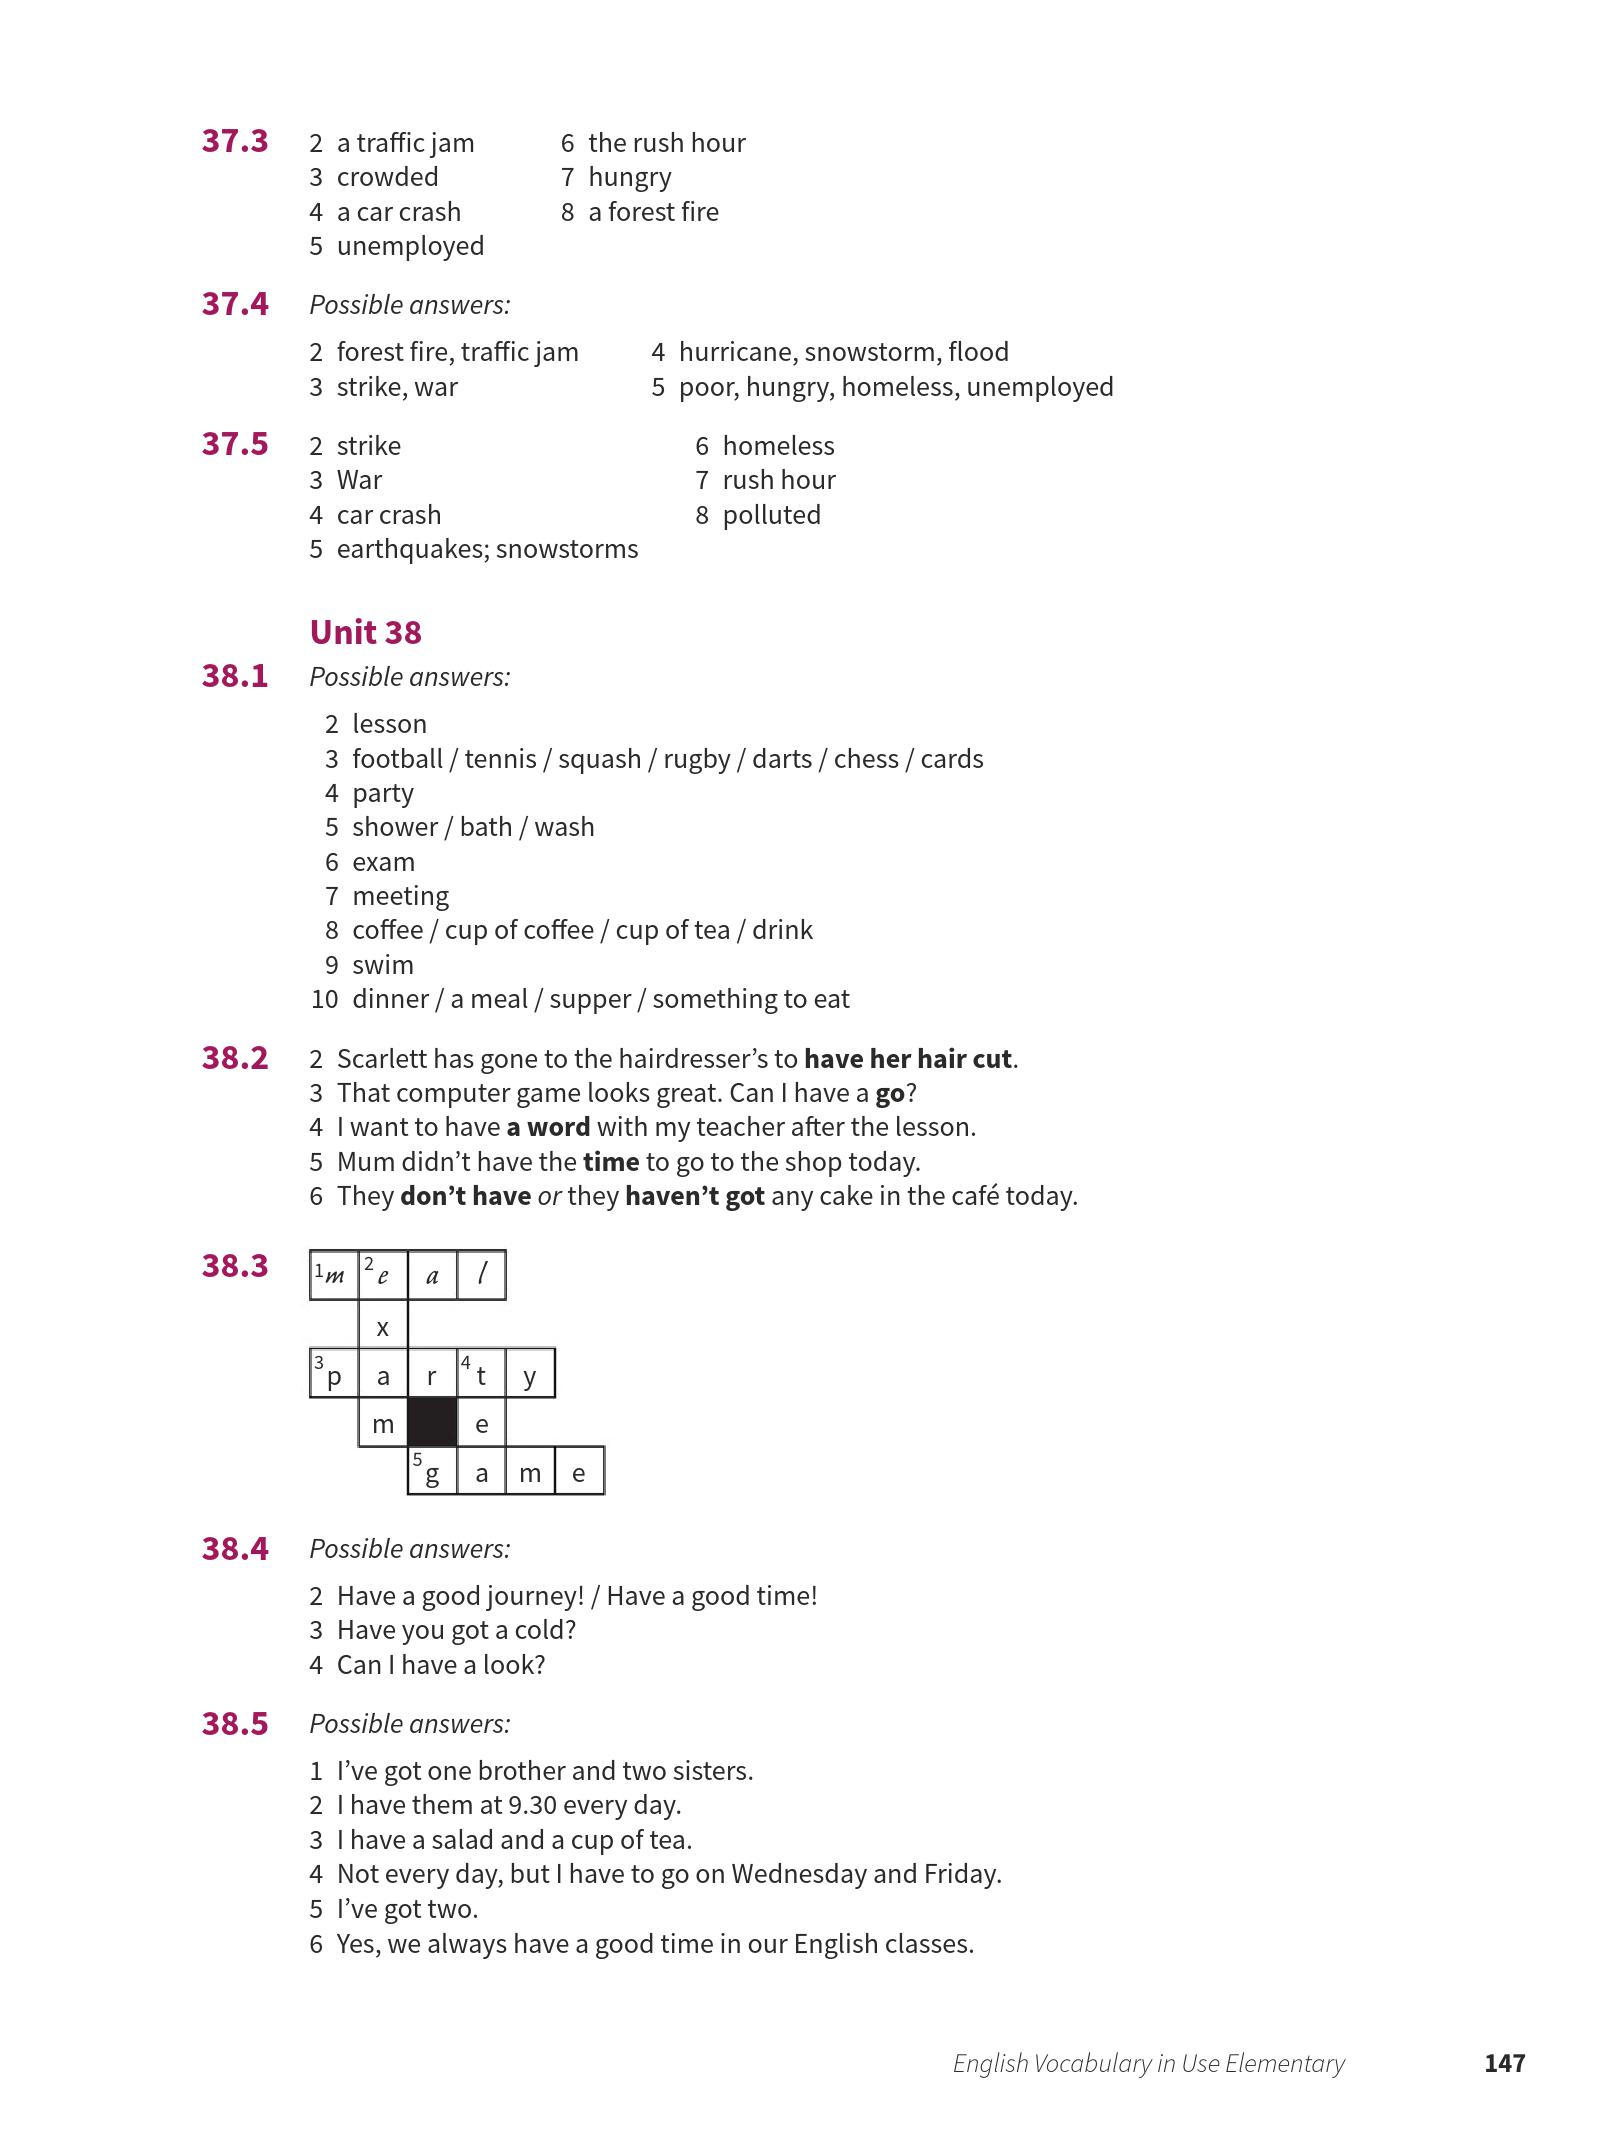 37.3
2 a traffic jam
3 crowded
4 a car crash
5 unemployed
6 the rush hour
7 hungry
8 a forest fire
37.4 Possible answers:
2 forest fire, traffic jam
3 strike, war
4 hurricane, snowstorm, flood
5 poor, hungry, homeless, unemployed
37.5
2 strike
3 War
4 car crash
5 earthquakes; snowstorms
6 homeless
7 rush hour
8 polluted
Unit 38
38.1 Possible answers:
2 lesson
3 football / tennis / squash / rugby / darts / chess / cards
4 party
5 shower / bath / wash
6 exam
7 meeting
8 coffee / cup of coffee / cup of tea / drink
9 swim
10 dinner / a meal / supper / something to eat
38.2
2 Scarlett has gone to the hairdresser’s to have her hair cut.
3 That computer game looks great. Can I have a go?
4 I want to have a word with my teacher after the lesson.
5 Mum didn’t have the time to go to the shop today.
6 They don’t have or they haven’t got any cake in the café today.
38.3
1 m 2 e a l
x
3 p a r 4 t y
m e
5 g a m e
38.4 Possible answers:
2 Have a good journey! / Have a good time!
3 Have you got a cold?
4 Can I have a look?
38.5 Possible answers:
1 I’ve got one brother and two sisters.
2 I have them at 9.30 every day.
3 I have a salad and a cup of tea.
4 Not every day, but I have to go on Wednesday and Friday.
5 I’ve got two.
6 Yes, we always have a good time in our English classes.
English Vocabulary in Use Elementary 147